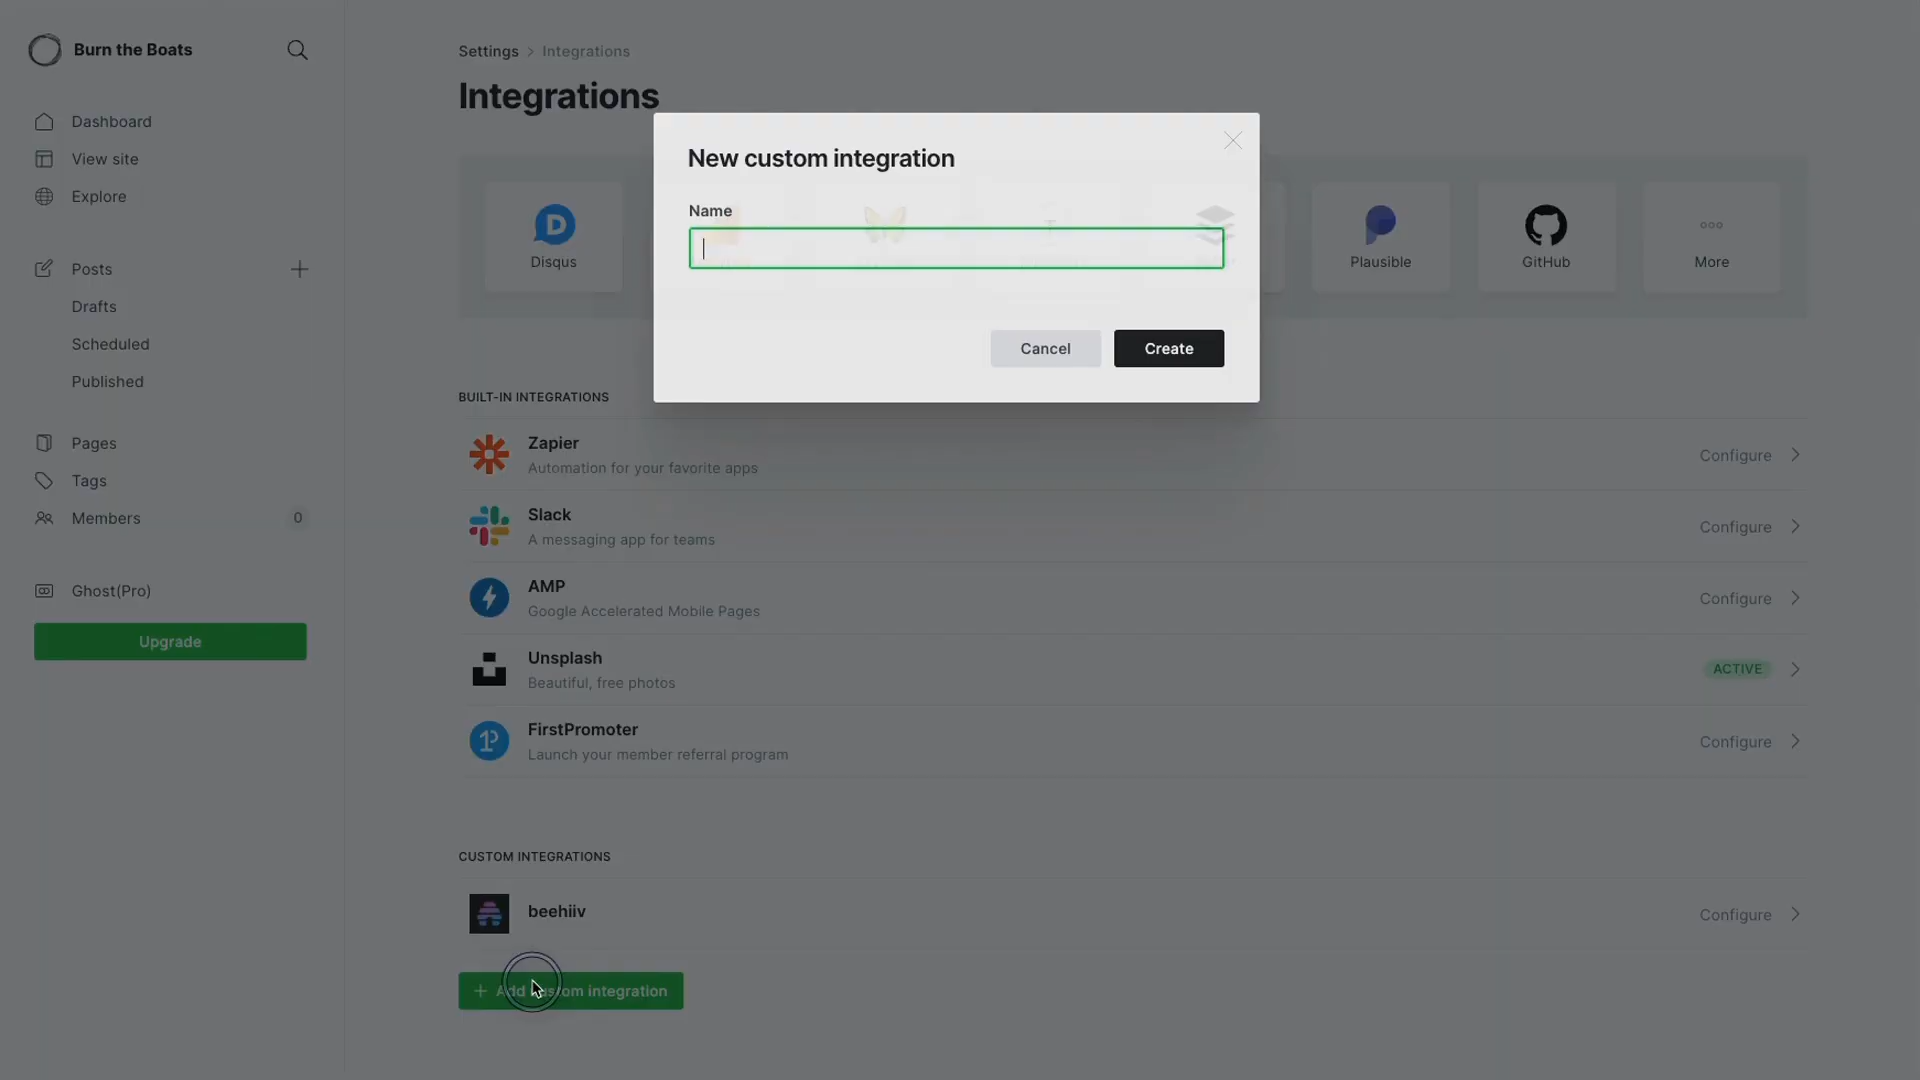 Burn the Boats
Dashboard
View site
Explore
Posts
Drafts
Scheduled
Published
Pages
Tags
Members 0
Ghost(Pro)
Upgrade
Settings > Integrations
Integrations
New custom integration
Name
Cancel
Create
Disqus
Plausible
GitHub
More
BUILT-IN INTEGRATIONS
Zapier
Automation for your favorite apps
Configure
Slack
A messaging app for teams
Configure
AMP
Google Accelerated Mobile Pages
Configure
Unsplash
Beautiful, free photos
ACTIVE
FirstPromoter
Launch your member referral program
Configure
CUSTOM INTEGRATIONS
beehiiv
Configure
+ Add custom integration